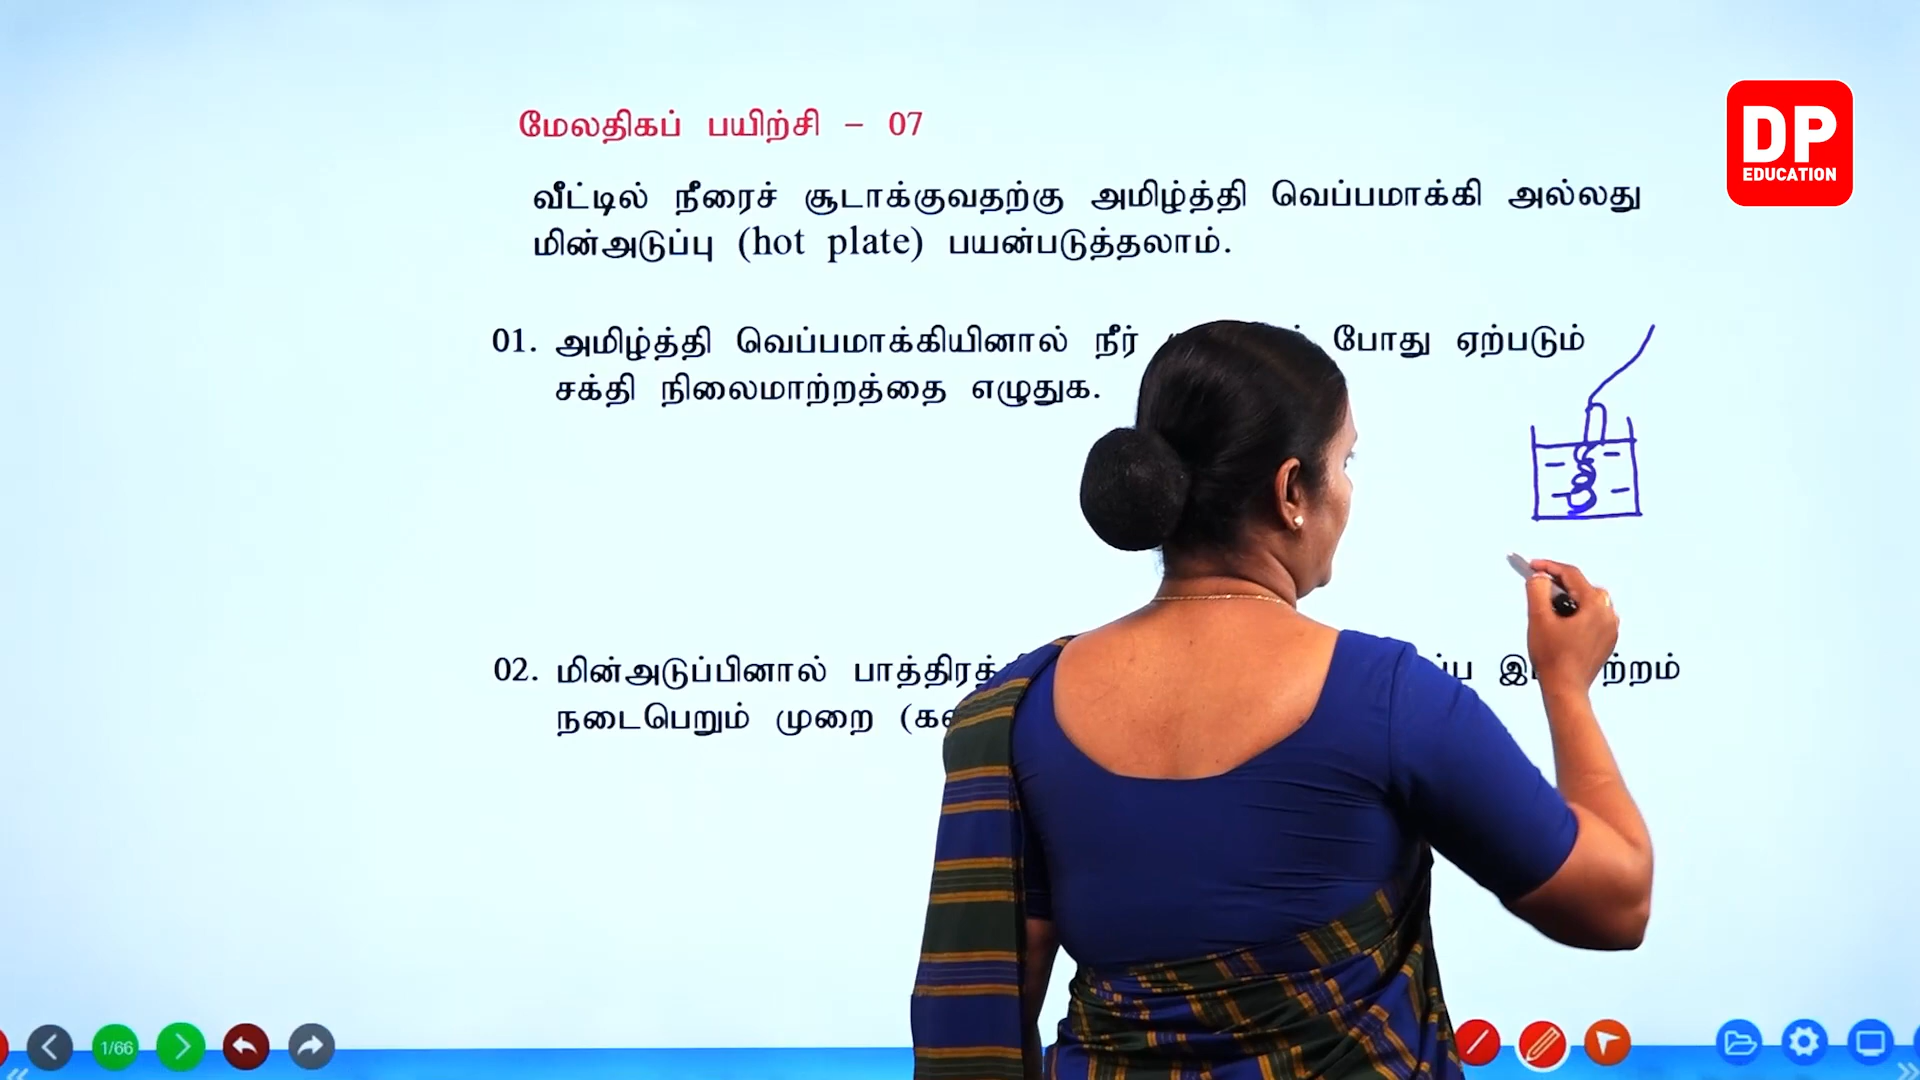 மேலதிகப் பயிற்சி – 07
DP
EDUCATION
வீட்டில் நீரைச் சூடாக்குவதற்கு அமிழ்த்தி வெப்பமாக்கி அல்லது
மின்அடுப்பு (hot plate) பயன்படுத்தலாம்.
01. அமிழ்த்தி வெப்பமாக்கியினால் நீர் போது ஏற்படும்
சக்தி நிலைமாற்றத்தை எழுதுக.
02. மின்அடுப்பினால்
நடைபெறும் முறை
1/66